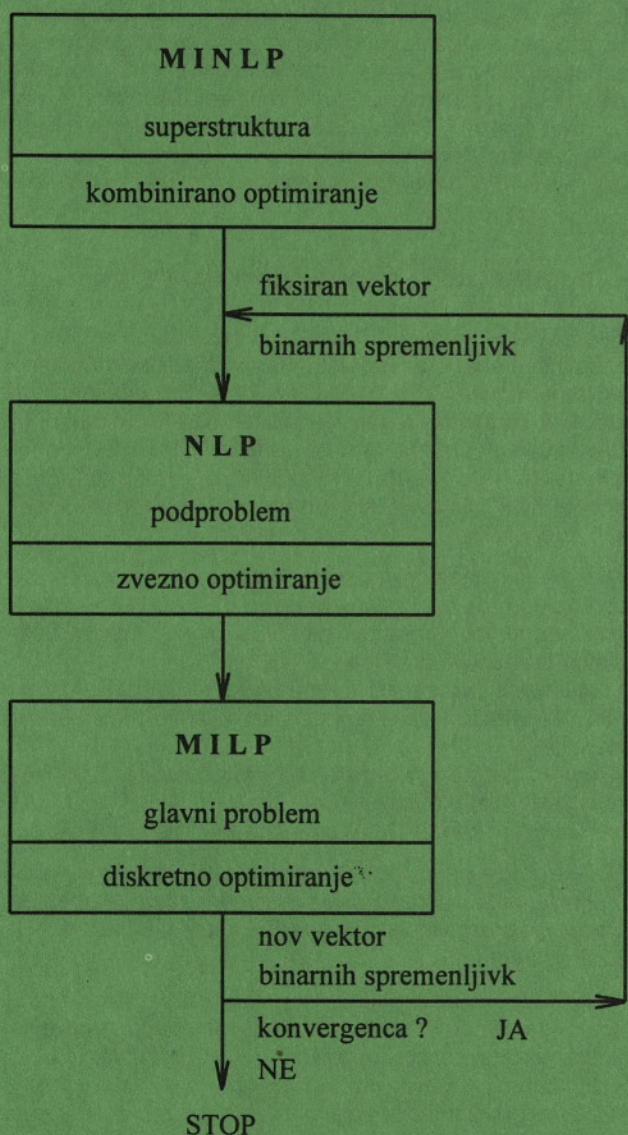 MINLP
superstruktura
kombinirano optimiranje
fiksiran vektor
binarnih spremenljivk
NLP
podproblem
zvezno optimiranje
MILP
glavni problem
diskretno optimiranje
nov vektor
binarnih spremenljivk
konvergenca ? JA
NE
STOP